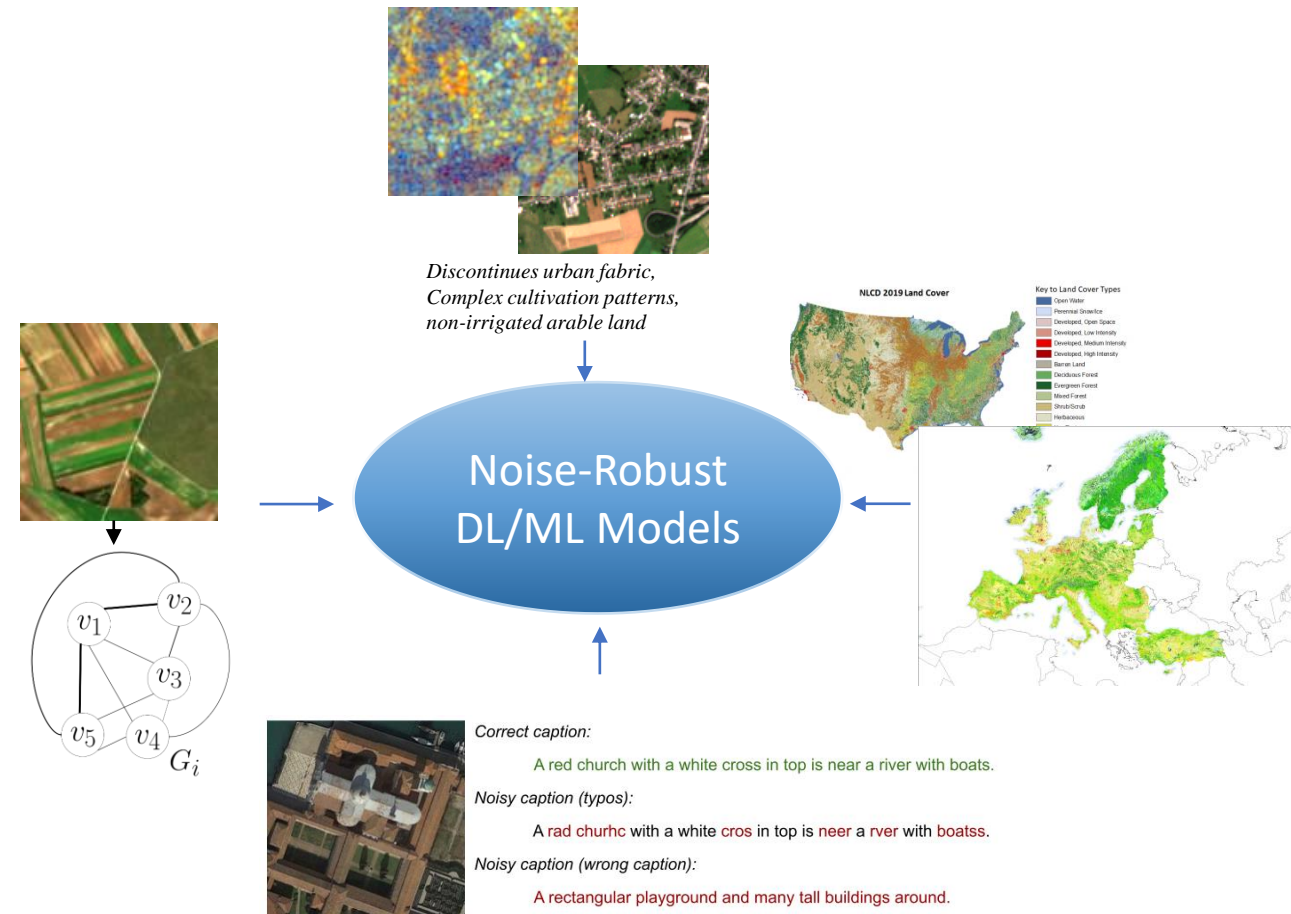 Discontinues urban fabric,
Complex cultivation patterns,
non-irrigated arable land
NLCD 2019 Land Cover
Key to Land Cover Types
Open Water
Perennial Snow/Ice
Developed, Open Space
Developed, Low Intensity
Developed, Medium Intensity
Developed, High Intensity
Barren Land
Deciduous Forest
Evergreen Forest
Mixed Forest
Shrub/Scrub
Herbaceous
Noise-Robust
DL/ML Models
v2
v1
v3
v5
v4
Gi
Correct caption:
A red church with a white cross in top is near a river with boats.
Noisy caption (typos):
A rad churhc with a white cros in top is neer a rver with boatss.
Noisy caption (wrong caption):
A rectangular playground and many tall buildings around.